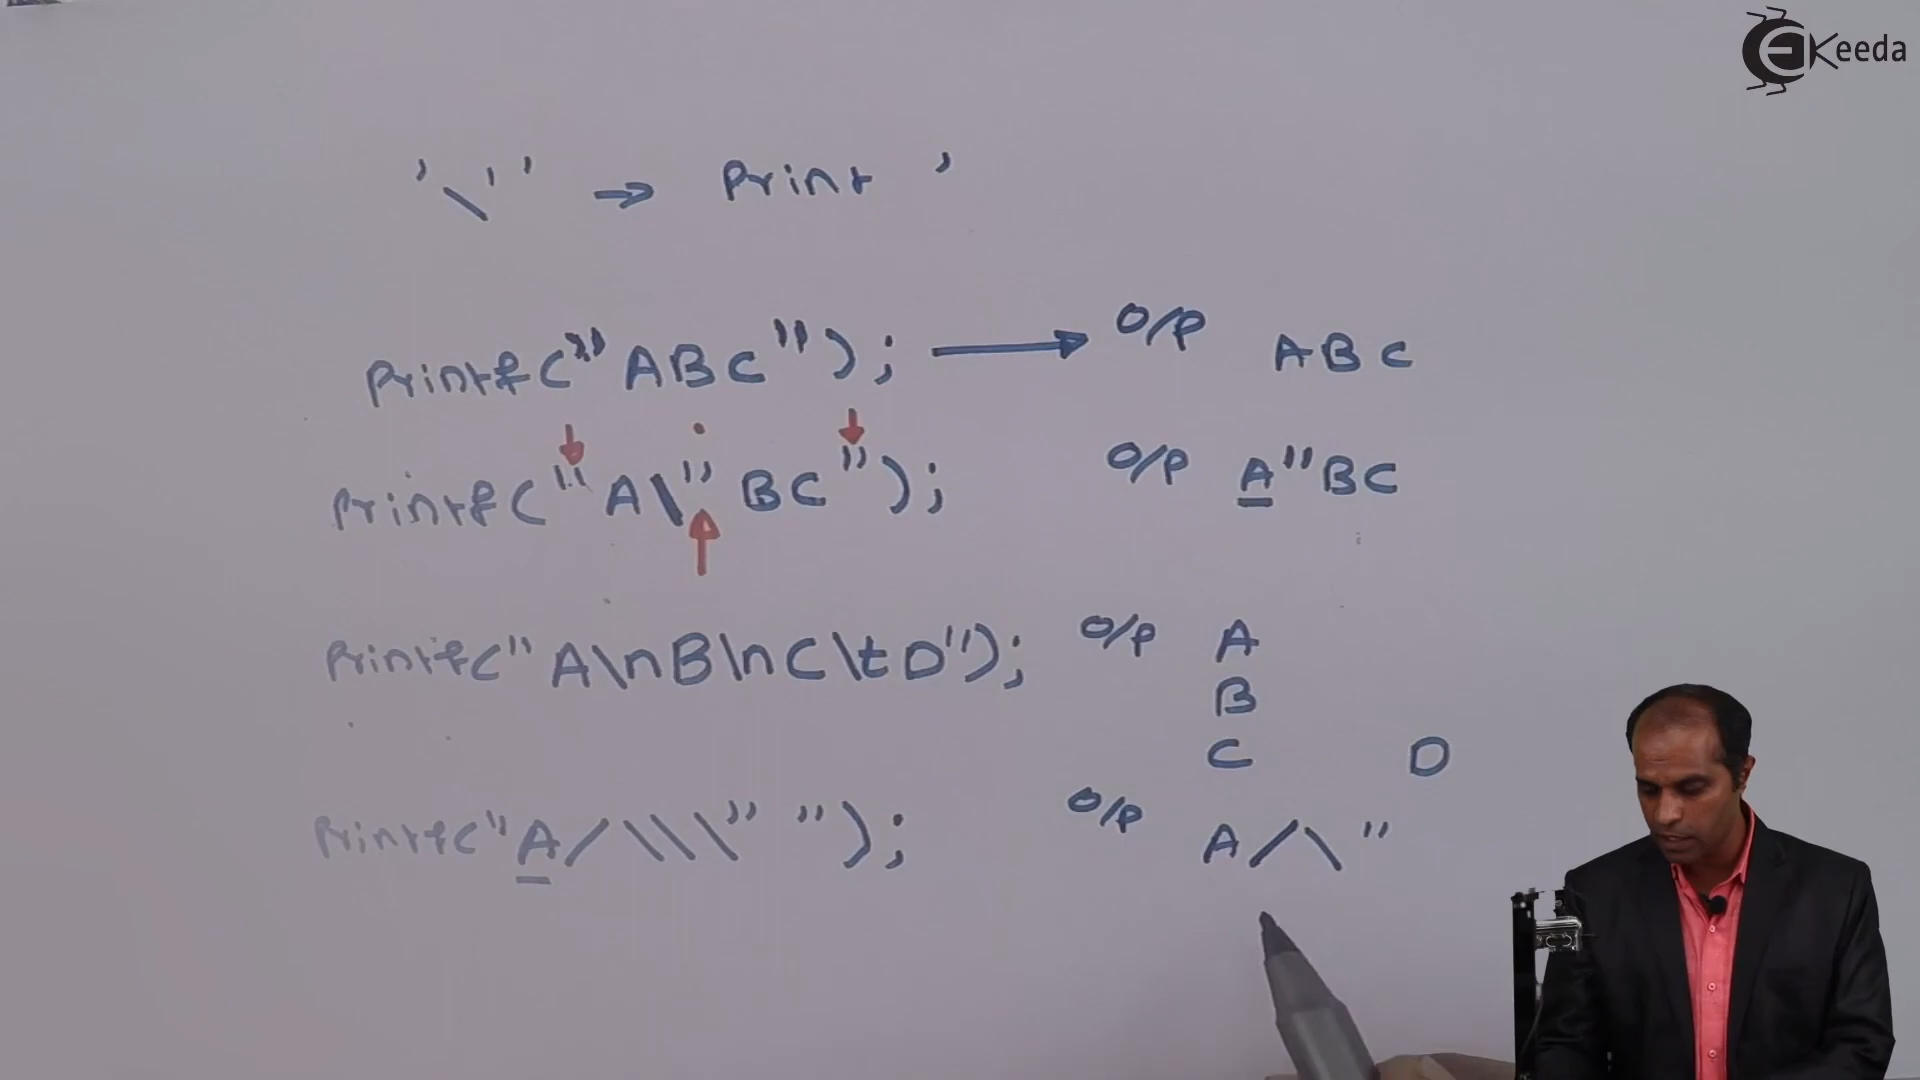 Keeda
'\'' → Print '
Printf("ABC"); → O/P ABC
Printf("A\"BC"); O/P A"BC
Printf("A\nB\nC\tD"); O/P A
B
C D
Printf("A/\\\" "); O/P A/\"